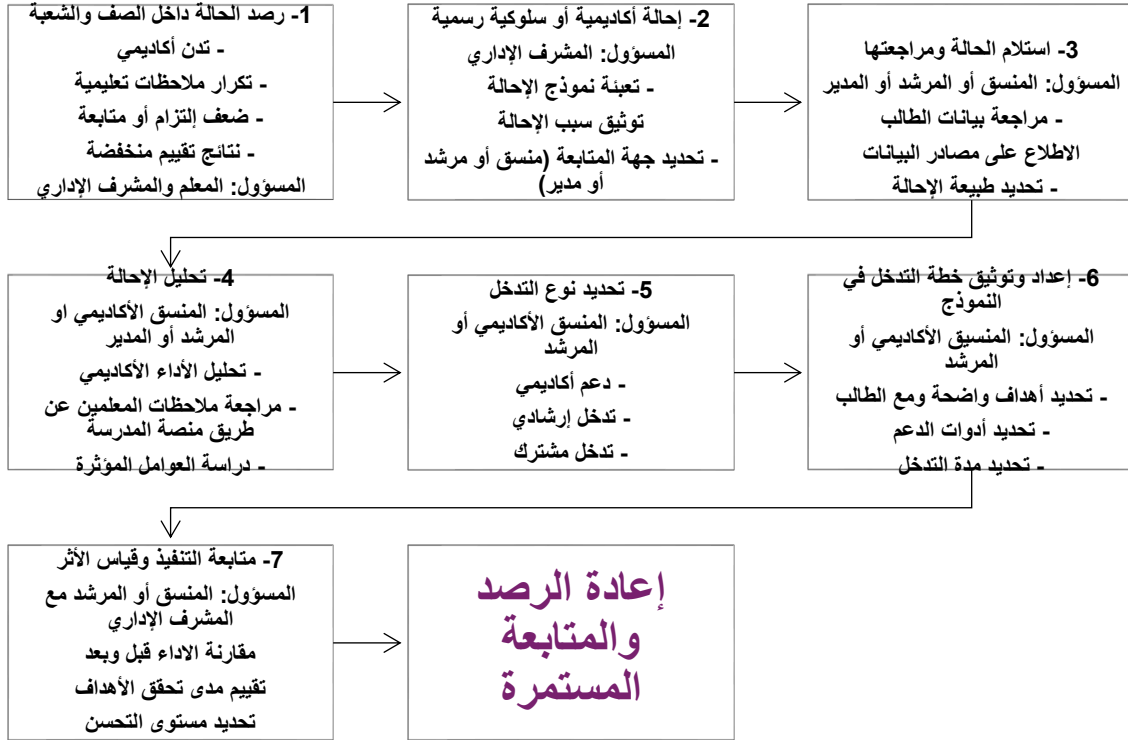 1- رصد الحالة داخل الصف والشعبة
- تدن أكاديمي
- تكرار ملاحظات تعليمية
- ضعف إلتزام أو متابعة
- نتائج تقييم منخفضة
المسؤول: المعلم والمشرف الإداري
2- إحالة أكاديمية أو سلوكية رسمية
المسؤول: المشرف الإداري
- تعبئة نموذج الإحالة
توثيق سبب الإحالة
- تحديد جهة المتابعة (منسق أو مرشد
أو مدير)
3- استلام الحالة ومراجعتها
المسؤول: المنسق أو المرشد أو المدير
- مراجعة بيانات الطالب
الاطلاع على مصادر البيانات
- تحديد طبيعة الإحالة
4- تحليل الإحالة
المسؤول: المنسق الأكاديمي او
المرشد أو المدير
- تحليل الأداء الأكاديمي
- مراجعة ملاحظات المعلمين عن
طريق منصة المدرسة
- دراسة العوامل المؤثرة
5- تحديد نوع التدخل
المسؤول: المنسق الأكاديمي أو
المرشد
- دعم أكاديمي
- تدخل إرشادي
- تدخل مشترك
6- إعداد وتوثيق خطة التدخل في
النموذج
المسؤول: المنسيق الأكاديمي أو
المرشد
- تحديد أهداف واضحة ومع الطالب
- تحديد أدوات الدعم
- تحديد مدة التدخل
7- متابعة التنفيذ وقياس الأثر
المسؤول: المنسق أو المرشد مع
المشرف الإداري
مقارنة الاداء قبل وبعد
تقييم مدى تحقق الأهداف
تحديد مستوى التحسن
إعادة الرصد
والمتابعة
المستمرة